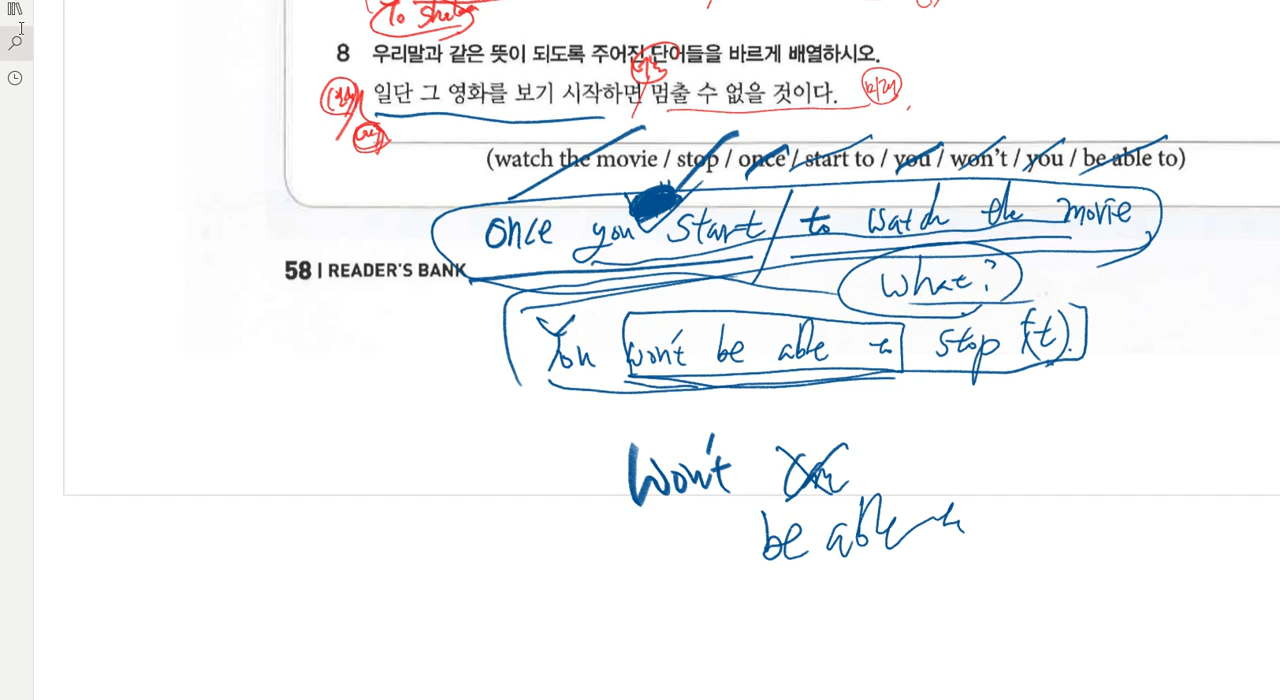 To
8 우리말과 같은 뜻이 되도록 주어진 단어들을 바르게 배열하시오.
일단 그 영화를 보기 시작하면 멈출 수 없을 것이다.
(watch the movie / stop / once / start to / you / won't / you / be able to)
Once you start / to watch the movie
58 I READER'S BANK
What?
You won't be able to stop (it).
Won't
be able